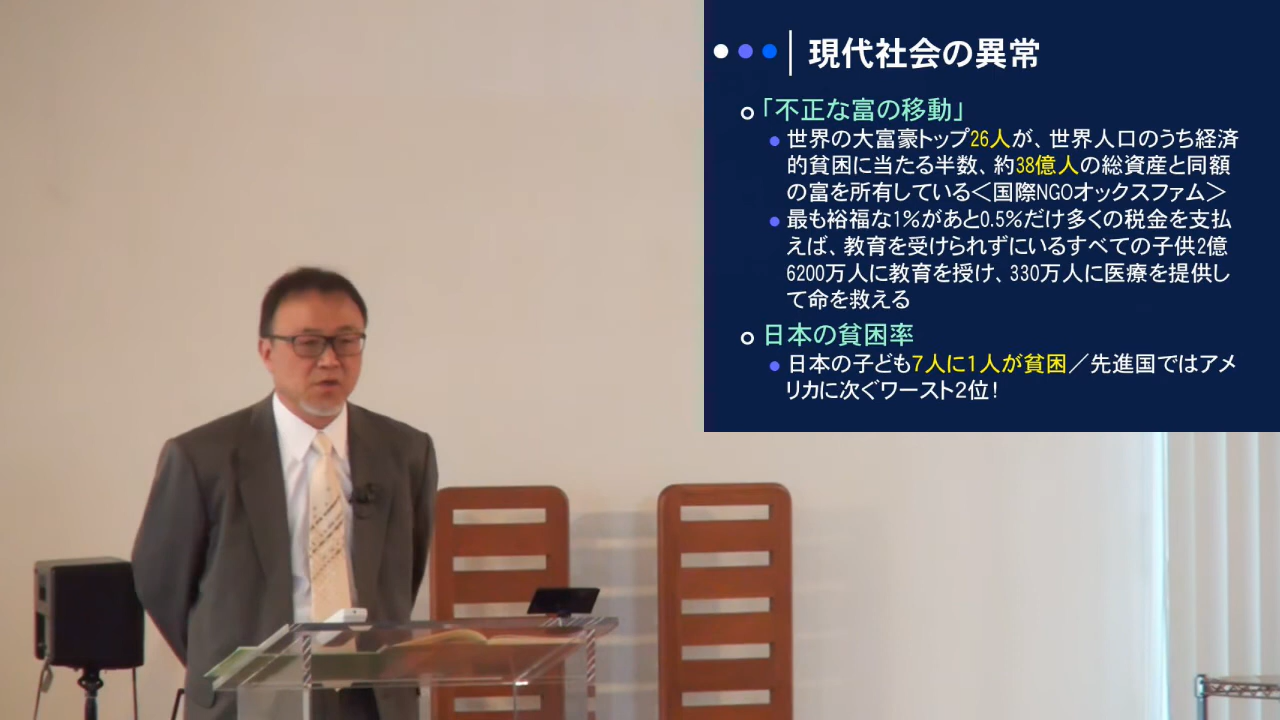 現代社会の異常
「不正な富の移動」
世界の大富豪トップ26人が、世界人口のうち経済
的貧困に当たる半数、約38億人の総資産と同額
の富を所有している＜国際NGOオックスファム＞
最も裕福な1%があと0.5%だけ多くの税金を支払
えば、教育を受けられずにいるすべての子供2億
6200万人に教育を授け、330万人に医療を提供し
て命を救える
日本の貧困率
日本の子ども7人に1人が貧困／先進国ではアメ
リカに次ぐワースト2位！